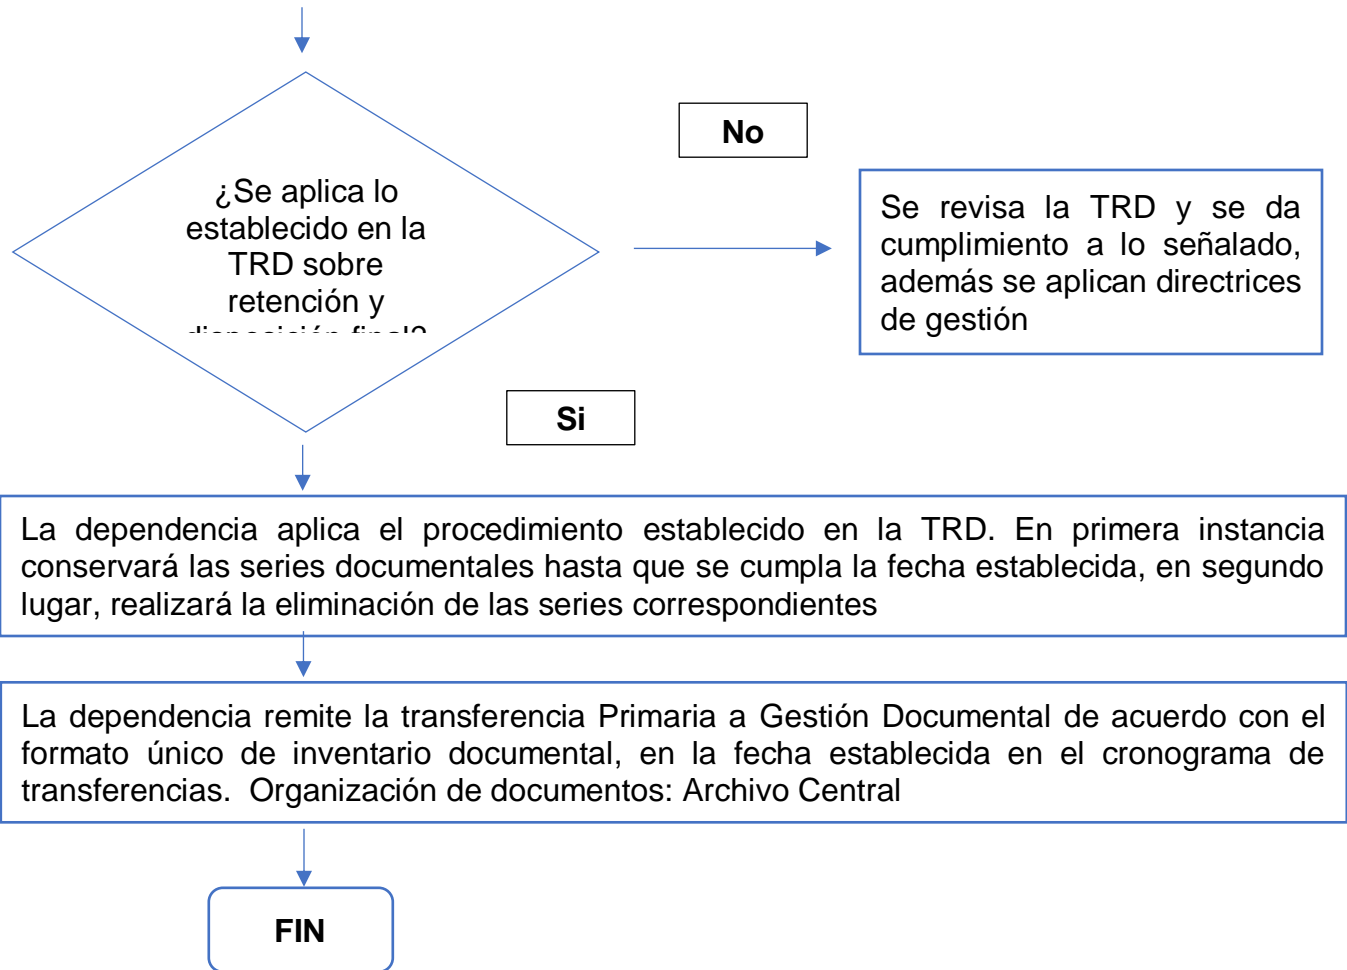 No
¿Se aplica lo
establecido en la
TRD sobre
retención y
disposición final?
Se revisa la TRD y se da
cumplimiento a lo señalado,
además se aplican directrices
de gestión
Si
La dependencia aplica el procedimiento establecido en la TRD. En primera instancia
conservará las series documentales hasta que se cumpla la fecha establecida, en segundo
lugar, realizará la eliminación de las series correspondientes
La dependencia remite la transferencia Primaria a Gestión Documental de acuerdo con el
formato único de inventario documental, en la fecha establecida en el cronograma de
transferencias. Organización de documentos: Archivo Central
FIN